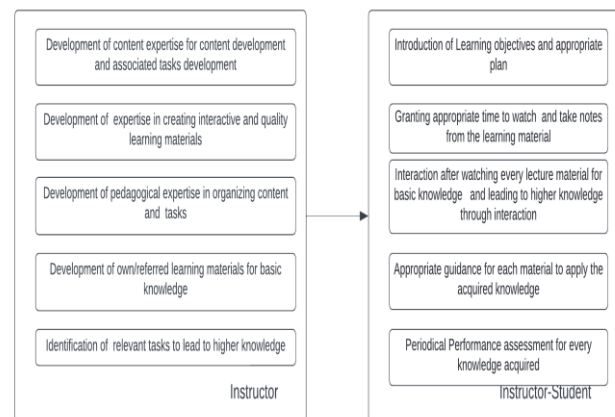 Development of content expertise for content development
and associated tasks development
Development of expertise in creating interactive and quality
learning materials
Development of pedagogical expertise in organizing content
and tasks
Development of own/referred learning materials for basic
knowledge
Identification of relevant tasks to lead to higher knowledge
Instructor
Introduction of Learning objectives and appropriate
plan
Granting appropriate time to watch and take notes
from the learning material
Interaction after watching every lecture material for
basic knowledge and leading to higher knowledge
through interaction
Appropriate guidance for each material to apply the
acquired knowledge
Periodical Performance assessment for every
knowledge acquired
Instructor-Student